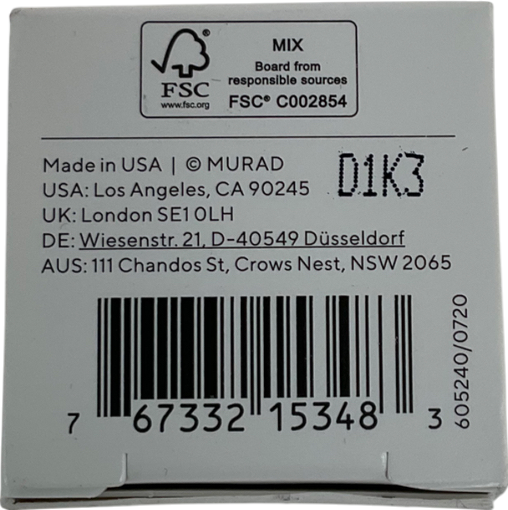 FSC
www.fsc.org
MIX
Board from
responsible sources
FSC® C002854
Made in USA | © MURAD
USA: Los Angeles, CA 90245
D1K3
UK: London SE1 0LH
DE: Wiesenstr. 21, D-40549 Düsseldorf
AUS: 111 Chandos St, Crows Nest, NSW 2065
7 67332 15348 3
605240/0720